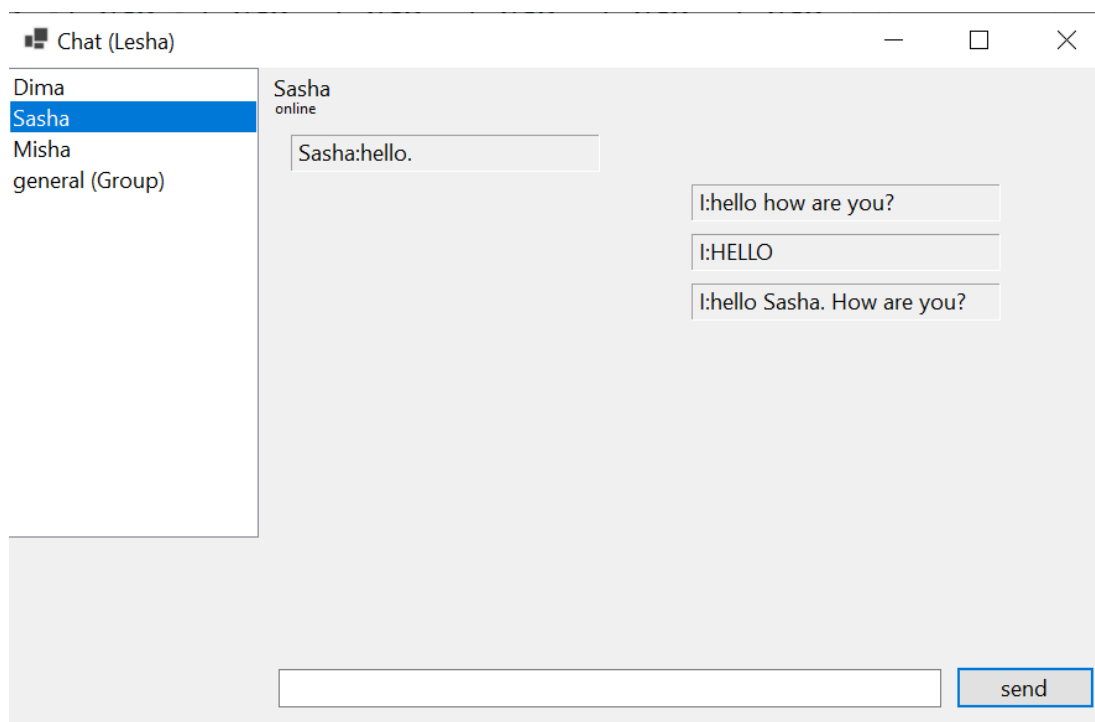 Chat (Lesha)
Dima
Sasha
Misha
general (Group)
Sasha
online
Sasha:hello.
I:hello how are you?
I:HELLO
I:hello Sasha. How are you?
send